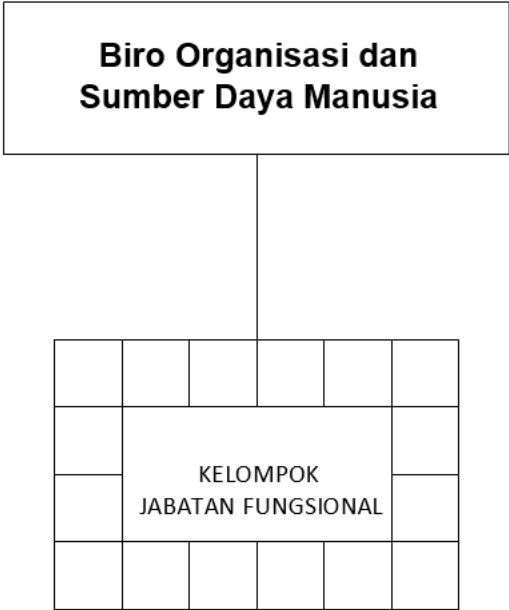 Biro Organisasi dan
Sumber Daya Manusia
KELOMPOK
JABATAN FUNGSIONAL